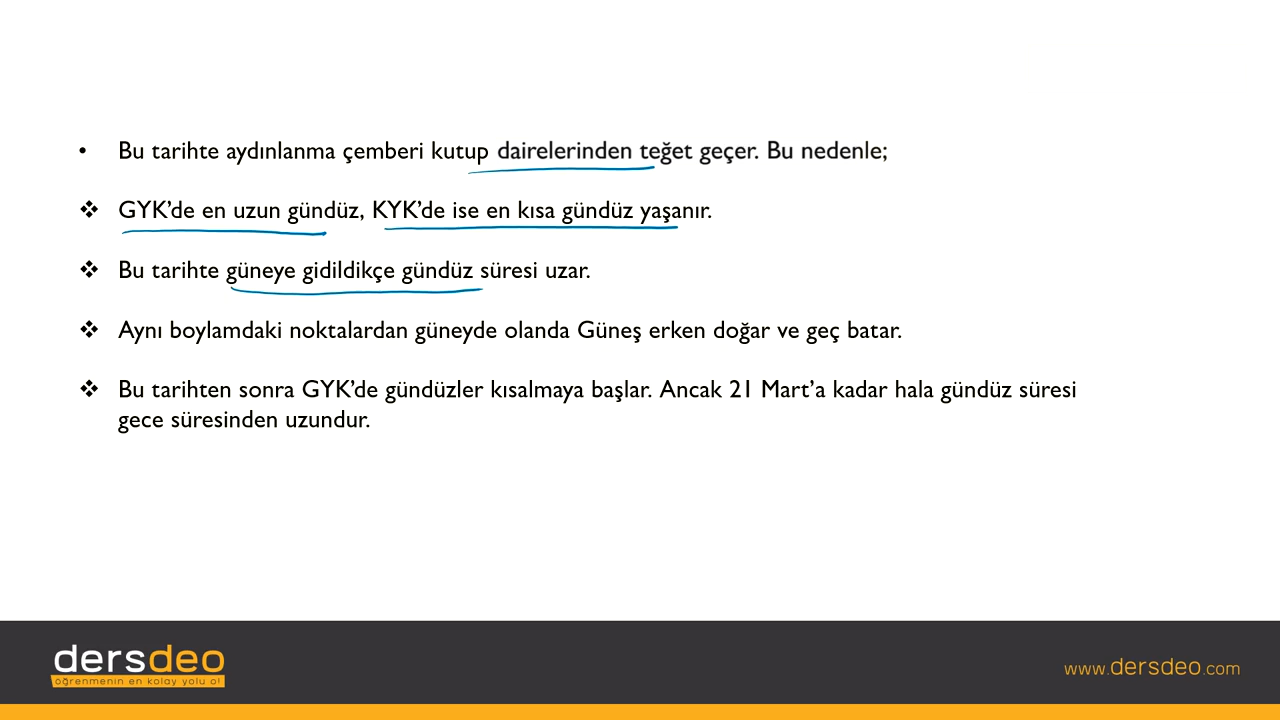 • Bu tarihte aydınlanma çemberi kutup dairelerinden teğet geçer. Bu nedenle;
❖ GYK’de en uzun gündüz, KYK’de ise en kısa gündüz yaşanır.
❖ Bu tarihte güneye gidildikçe gündüz süresi uzar.
❖ Aynı boylamdaki noktalardan güneyde olanda Güneş erken doğar ve geç batar.
❖ Bu tarihten sonra GYK’de gündüzler kısalmaya başlar. Ancak 21 Mart’a kadar hala gündüz süresi
gece süresinden uzundur.
dersdeo
öğrenmenin en kolay yolu o!
www.dersdeo.com